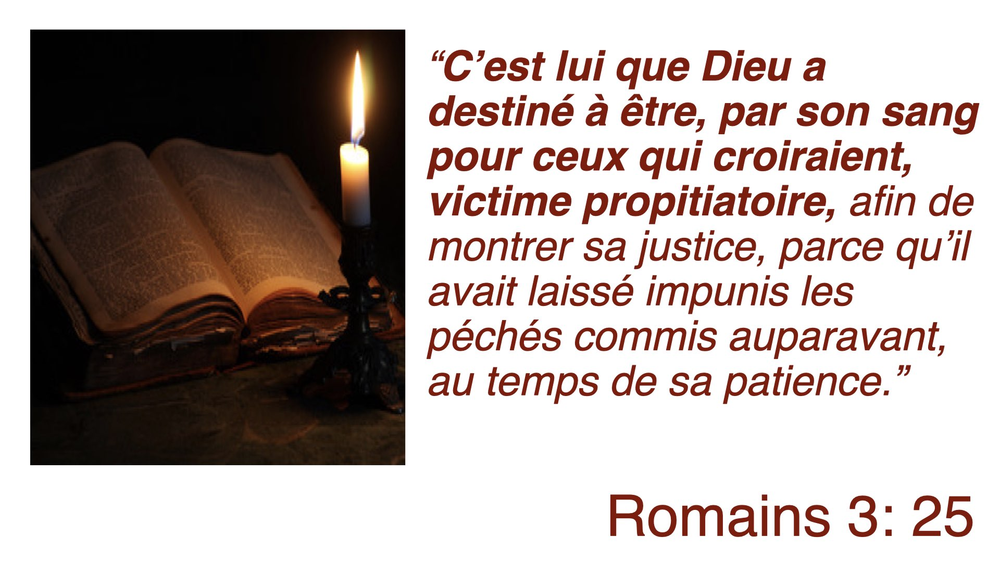 “C’est lui que Dieu a
destiné à être, par son sang
pour ceux qui croiraient,
victime propitiatoire, afin de
montrer sa justice, parce qu’il
avait laissé impunis les
péchés commis auparavant,
au temps de sa patience.”
Romains 3: 25